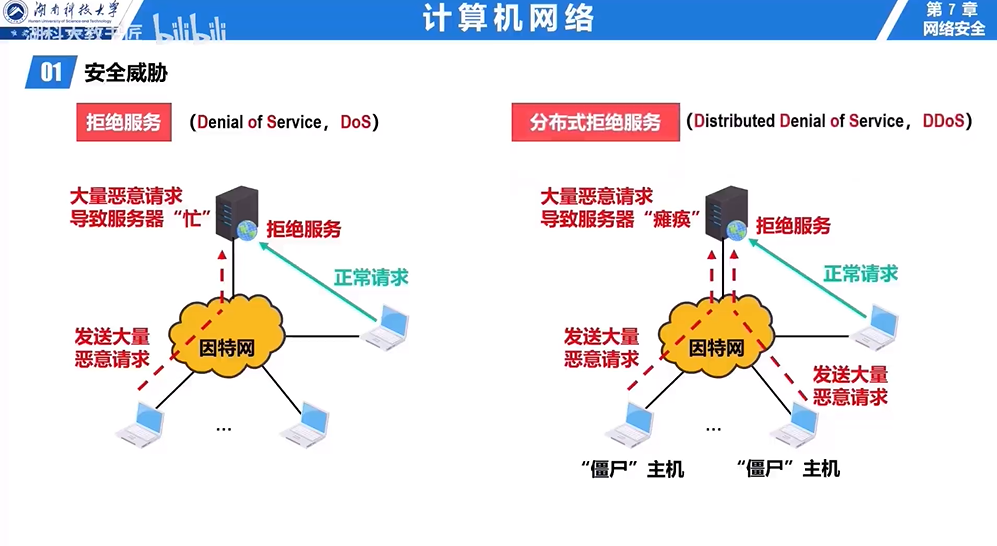 湖南科技大学
Hunan University of Science and Technology
湖科大教书匠
bilibili
计算机网络
第 7 章
网络安全
01 安全威胁
拒绝服务 （Denial of Service，DoS）
大量恶意请求
导致服务器“忙”
拒绝服务
正常请求
发送大量
恶意请求
因特网
...
分布式拒绝服务 （Distributed Denial of Service，DDoS）
大量恶意请求
导致服务器“瘫痪”
拒绝服务
正常请求
发送大量
恶意请求
因特网
发送大量
恶意请求
...
“僵尸”主机
“僵尸”主机